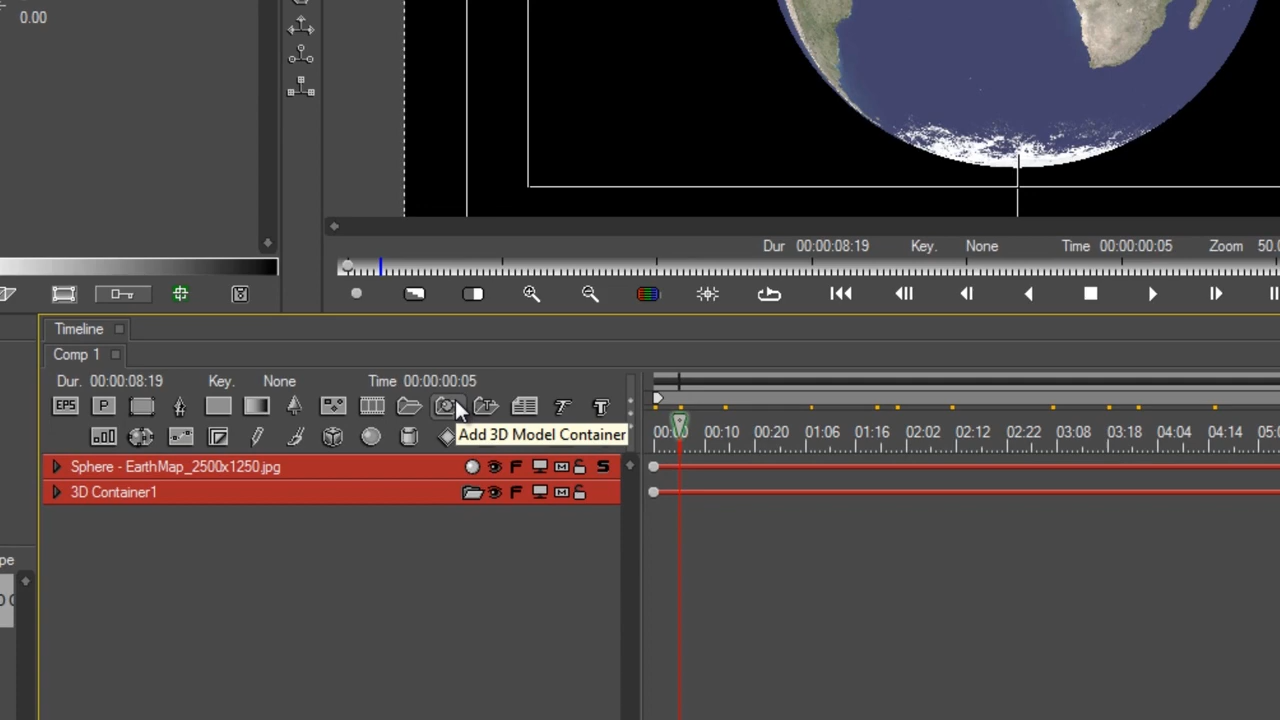 0.00
Dur 00:00:08:19 Key. None Time 00:00:00:05 Zoom 50.0
Timeline
Comp 1
Dur. 00:00:08:19 Key. None Time 00:00:00:05
EPS P T T
Add 3D Model Container
00:10 00:20 01:06 01:16 02:02 02:12 02:22 03:08 03:18 04:04 04:14
Sphere - EarthMap_2500x1250.jpg F M S
3D Container1 F M
pe